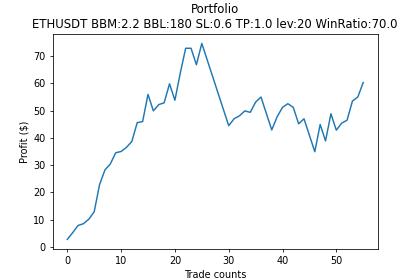 Portfolio
ETHUSDT BBM:2.2 BBL:180 SL:0.6 TP:1.0 lev:20 WinRatio:70.0
Profit ($)
70
60
50
40
30
20
10
0
0 10 20 30 40 50
Trade counts